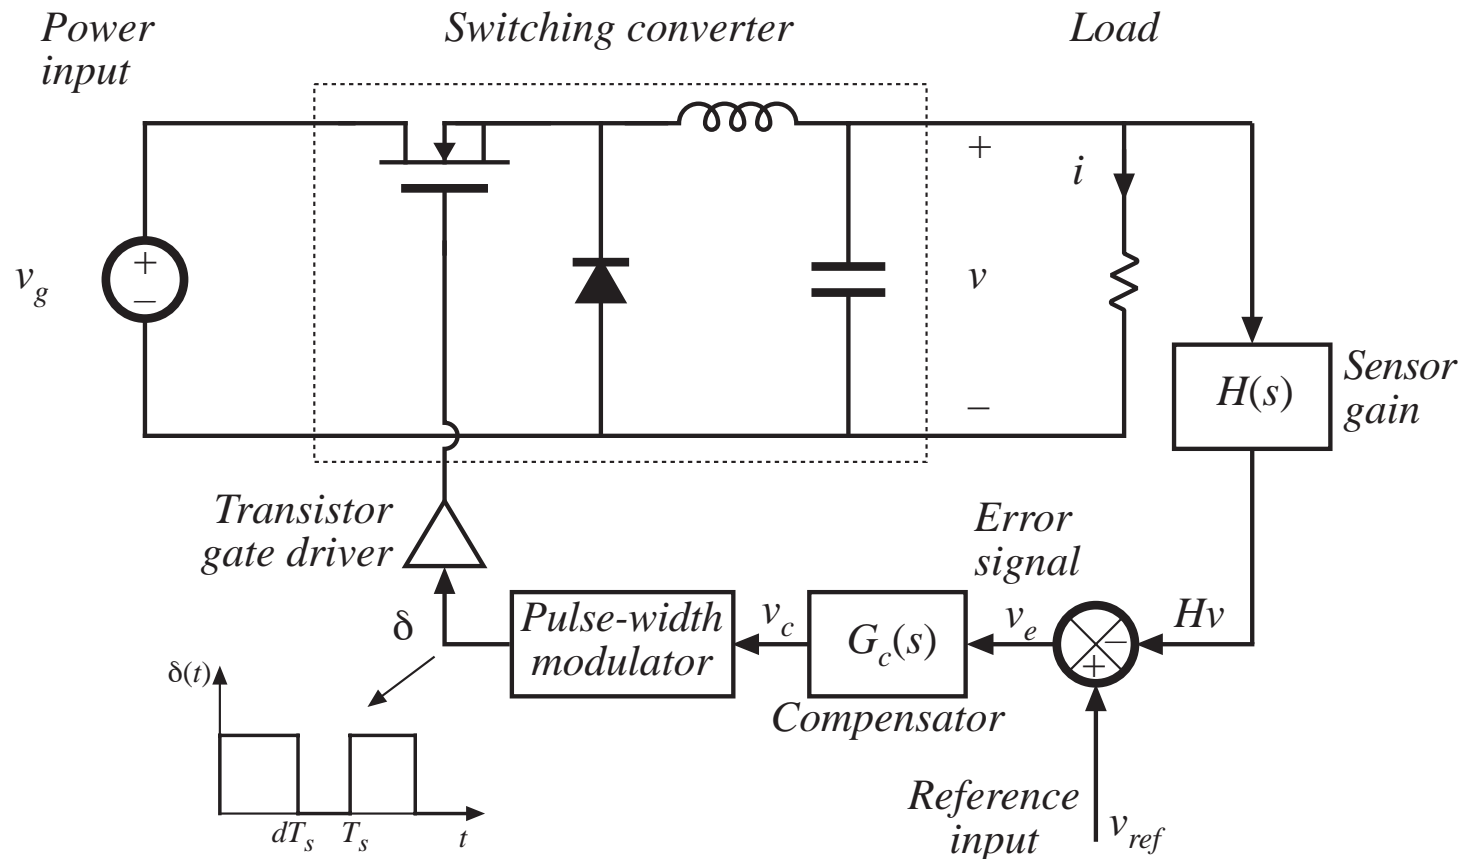 Power
input
Switching converter
Load
+
i
v_g
+
–
v
–
H(s)
Sensor
gain
Transistor
gate driver
Error
signal
δ
Pulse-width
modulator
v_c
G_c(s)
Compensator
v_e
–
+
Hv
δ(t)
dT_s
T_s
t
Reference
input
v_ref